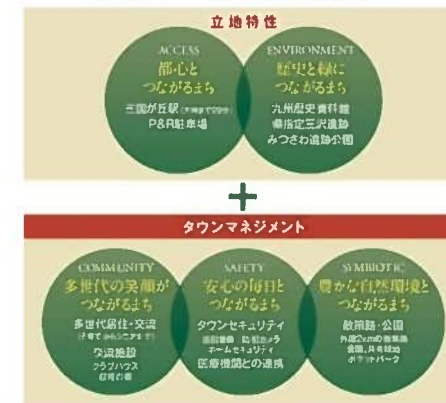 立地特性
ACCESS
都心と
つながるまち
三国が丘駅
P&R駐車場
ENVIRONMENT
歴史と緑に
つながるまち
九州歴史資料館
県指定三沢遺跡
みつさわ遺跡公園
+
タウンマネジメント
COMMUNITY
多世代の笑顔が
つながるまち
多世代居住・交流
交流施設
クラブハウス
SAFETY
安心の毎日と
つながるまち
タウンセキュリティ
ホームセキュリティ
医療機関との連携
SYMBIOTIC
豊かな自然環境と
つながるまち
散策路・公園
ポケットパーク